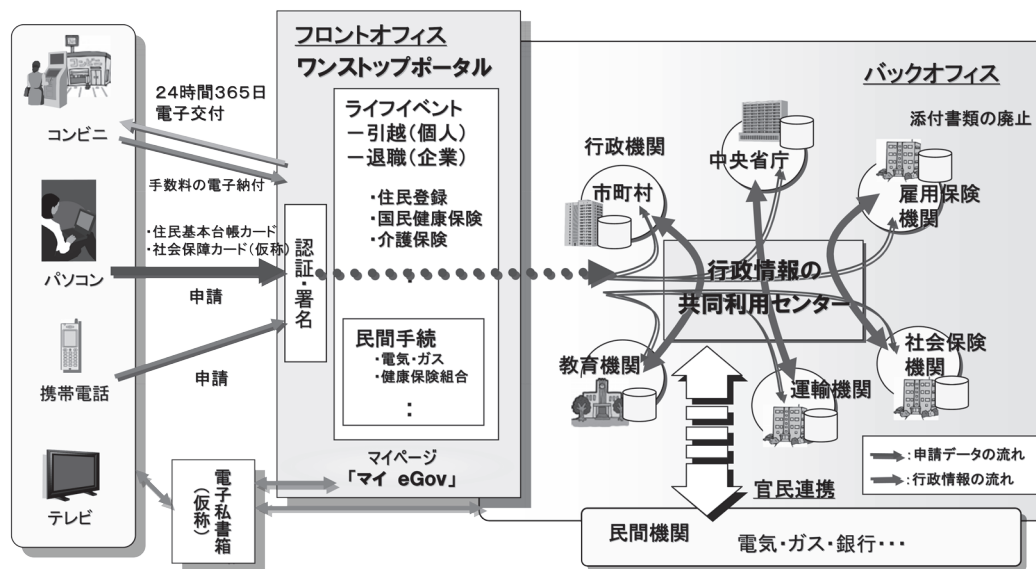 コンビニ
パソコン
携帯電話
テレビ
24時間365日
電子交付
手数料の電子納付
・住民基本台帳カード
・社会保障カード(仮称)
申請
申請
電子私書箱
(仮称)
フロントオフィス
ワンストップポータル
ライフイベント
ー引越(個人)
ー退職(企業)
・住民登録
・国民健康保険
・介護保険
・
認証・署名
民間手続
・電気・ガス
・健康保険組合
:
マイページ
「マイ eGov」
バックオフィス
添付書類の廃止
行政機関
市町村
中央省庁
雇用保険
機関
行政情報の
共同利用センター
教育機関
運輸機関
社会保険
機関
:申請データの流れ
:行政情報の流れ
官民連携
民間機関
電気・ガス・銀行・・・